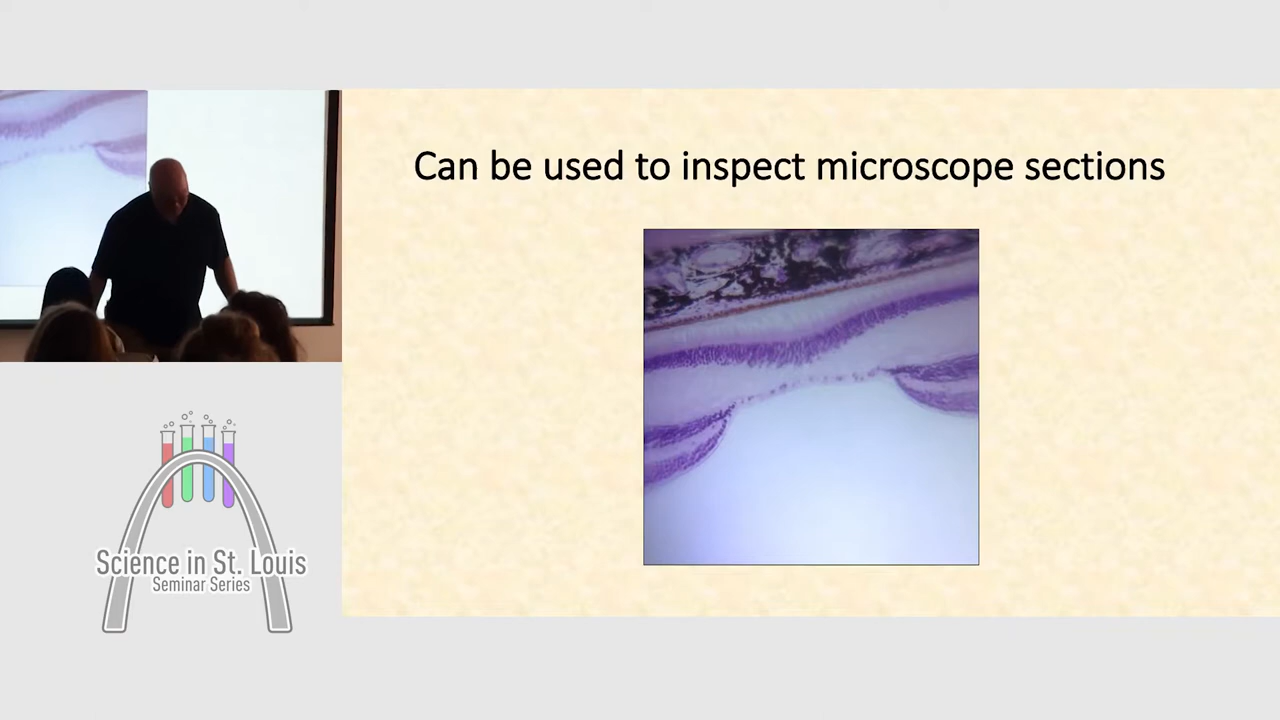 Can be used to inspect microscope sections
Science in St. Louis
Seminar Series